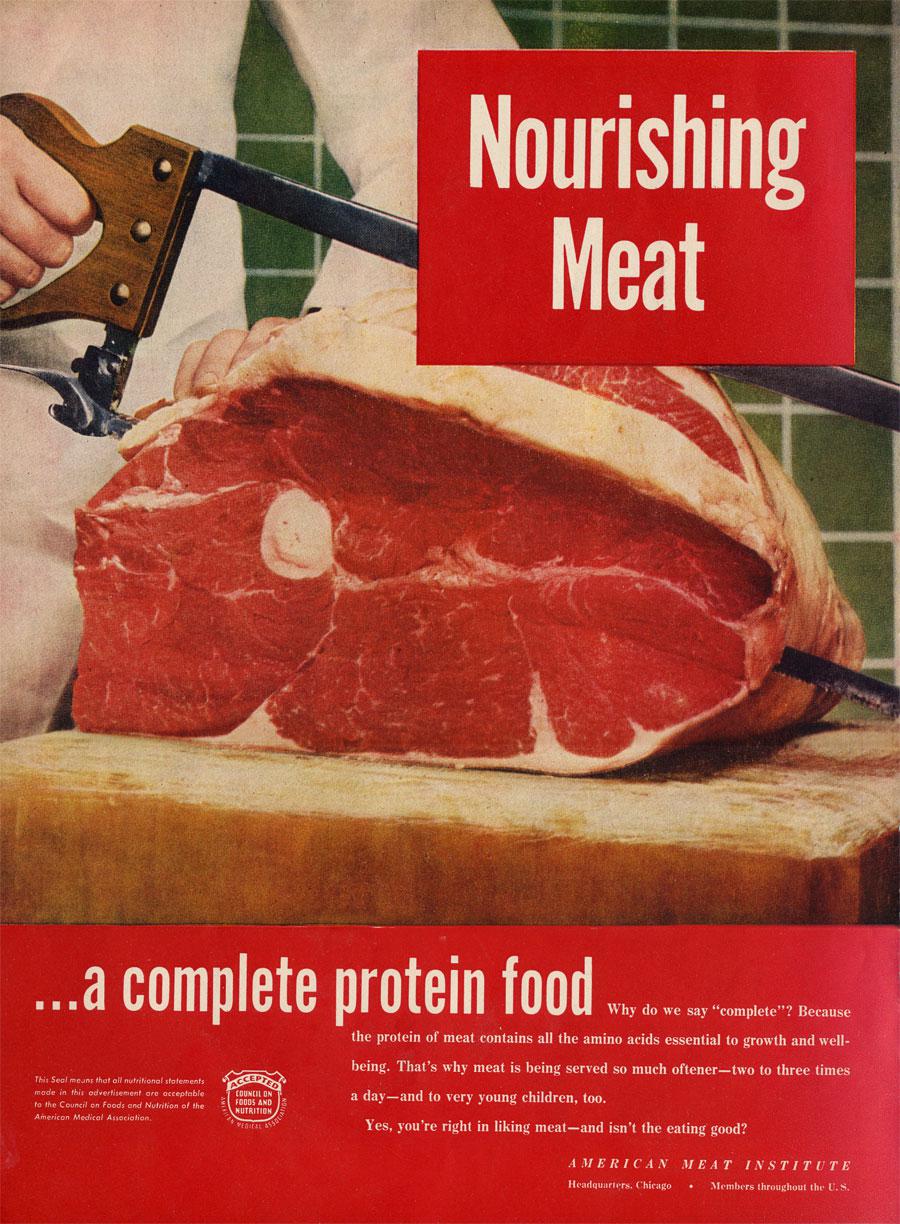 Nourishing
Meat
...a complete protein food
Why do we say "complete"? Because
the protein of meat contains all the amino acids essential to growth and well-
being. That's why meat is being served so much oftener—two to three times
a day—and to very young children, too.
Yes, you're right in liking meat—and isn't the eating good?
This Seal means that all nutritional statements
made in this advertisement are acceptable
to the Council on Foods and Nutrition of the
American Medical Association.
ACCEPTED
COUNCIL ON
FOODS AND
NUTRITION
AMERICAN MEDICAL ASSOCIATION
AMERICAN MEAT INSTITUTE
Headquarters, Chicago • Members throughout the U. S.